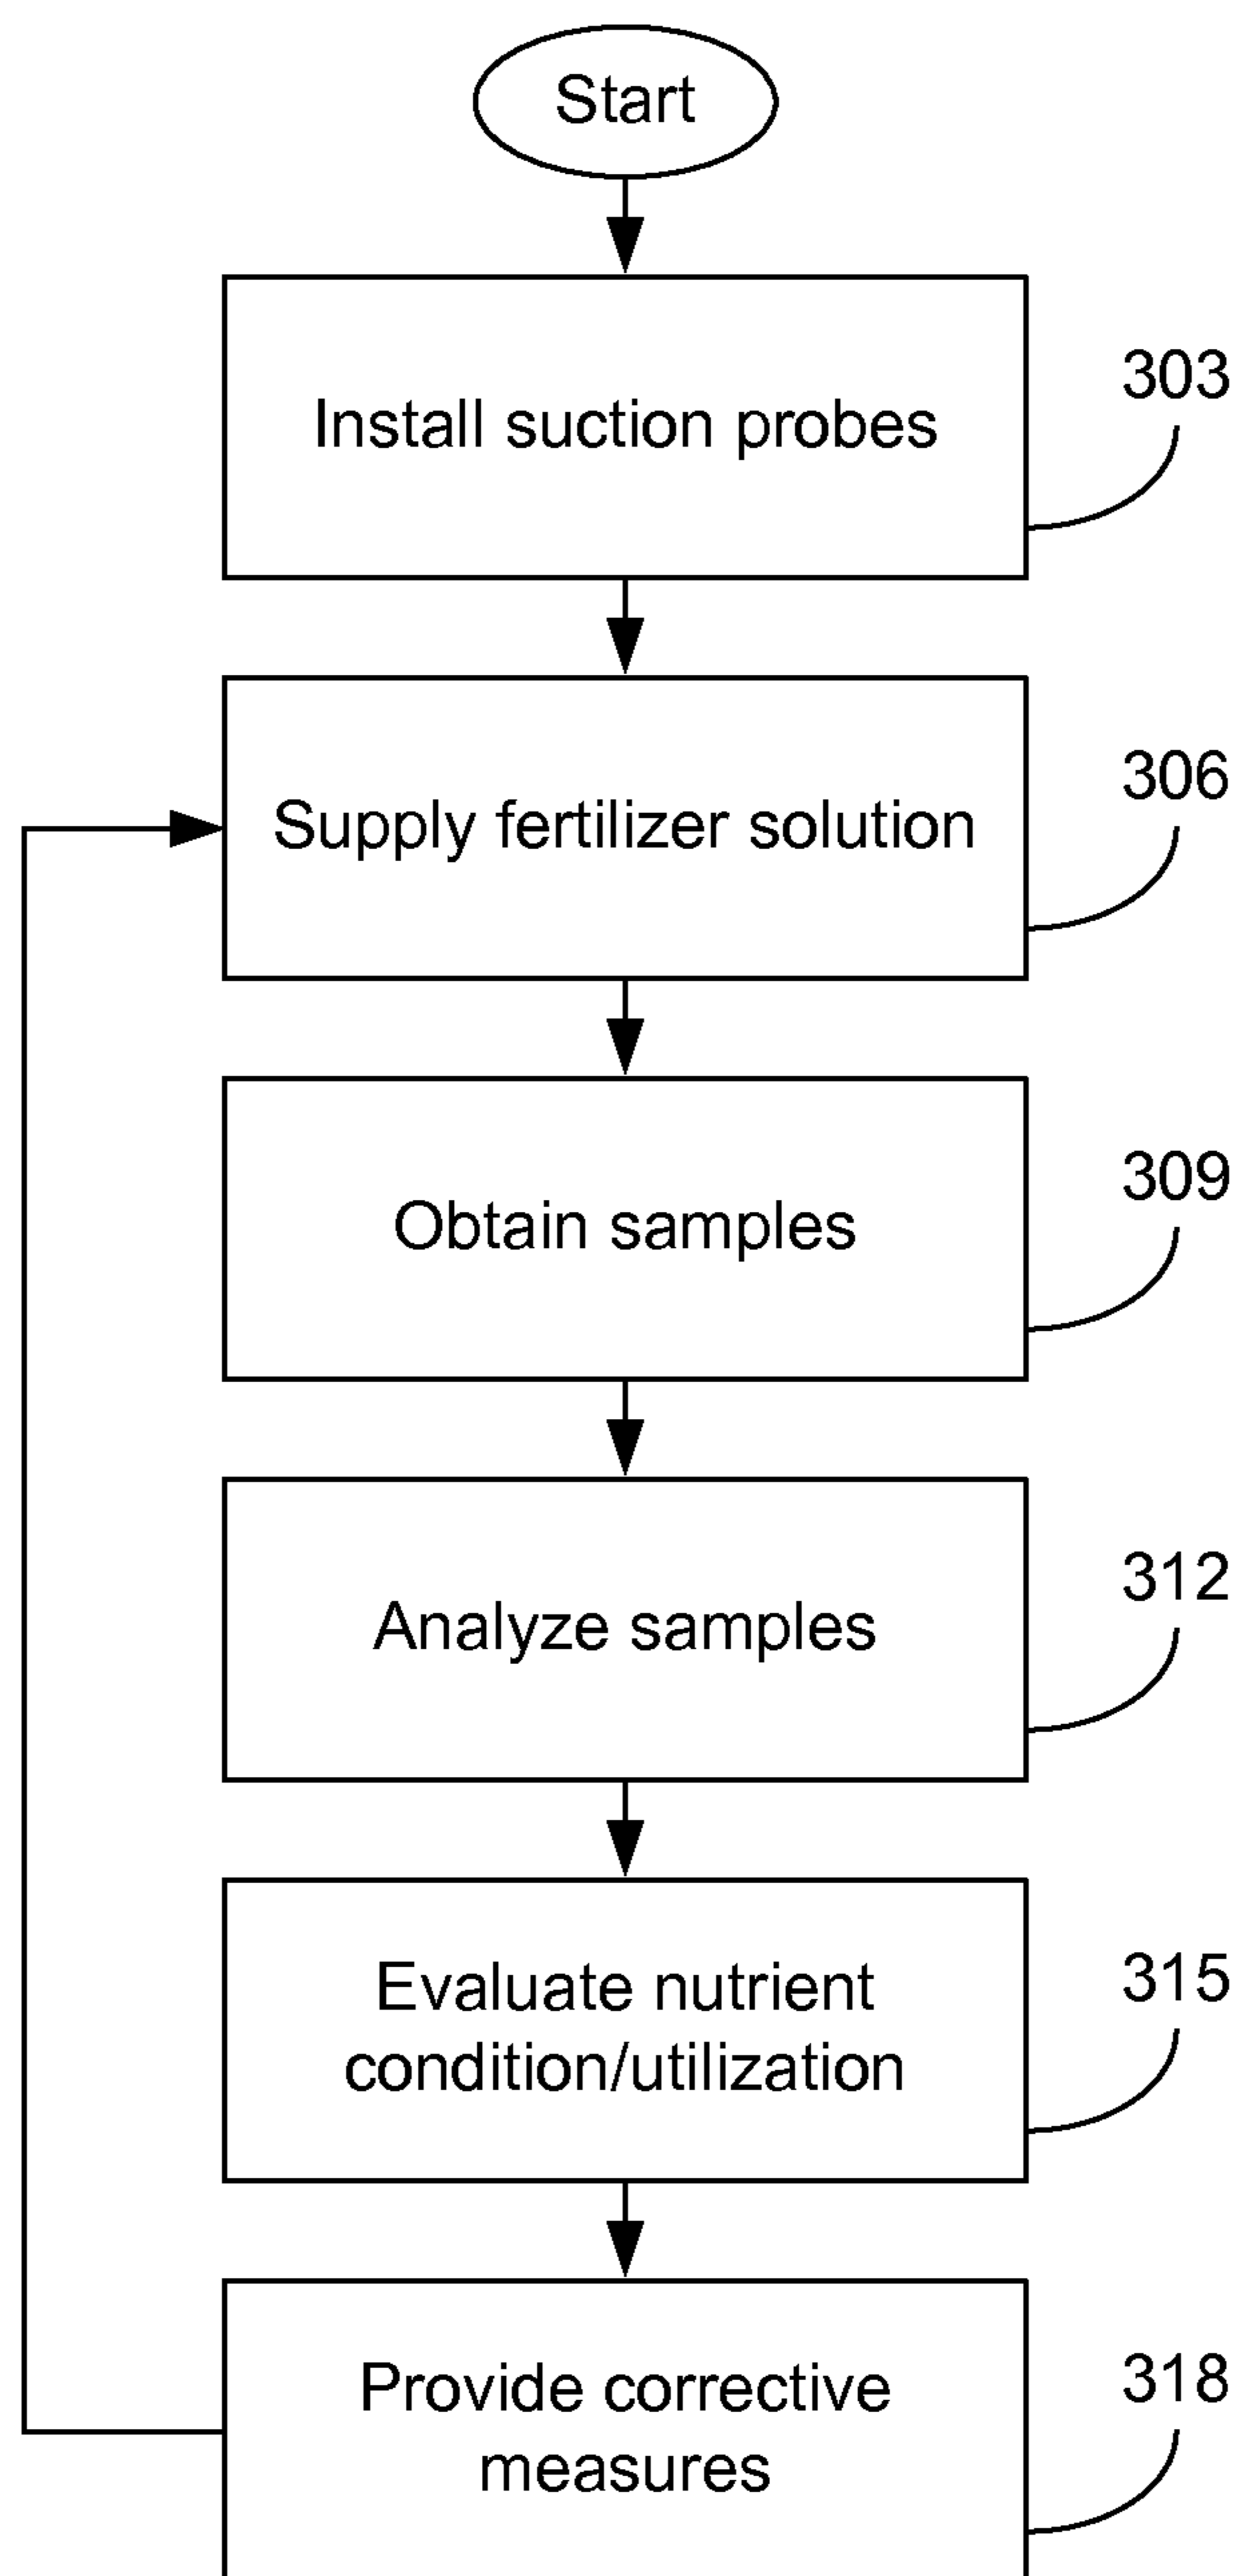 Start
Install suction probes
303
Supply fertilizer solution
306
Obtain samples
309
Analyze samples
312
Evaluate nutrient
condition/utilization
315
Provide corrective
measures
318